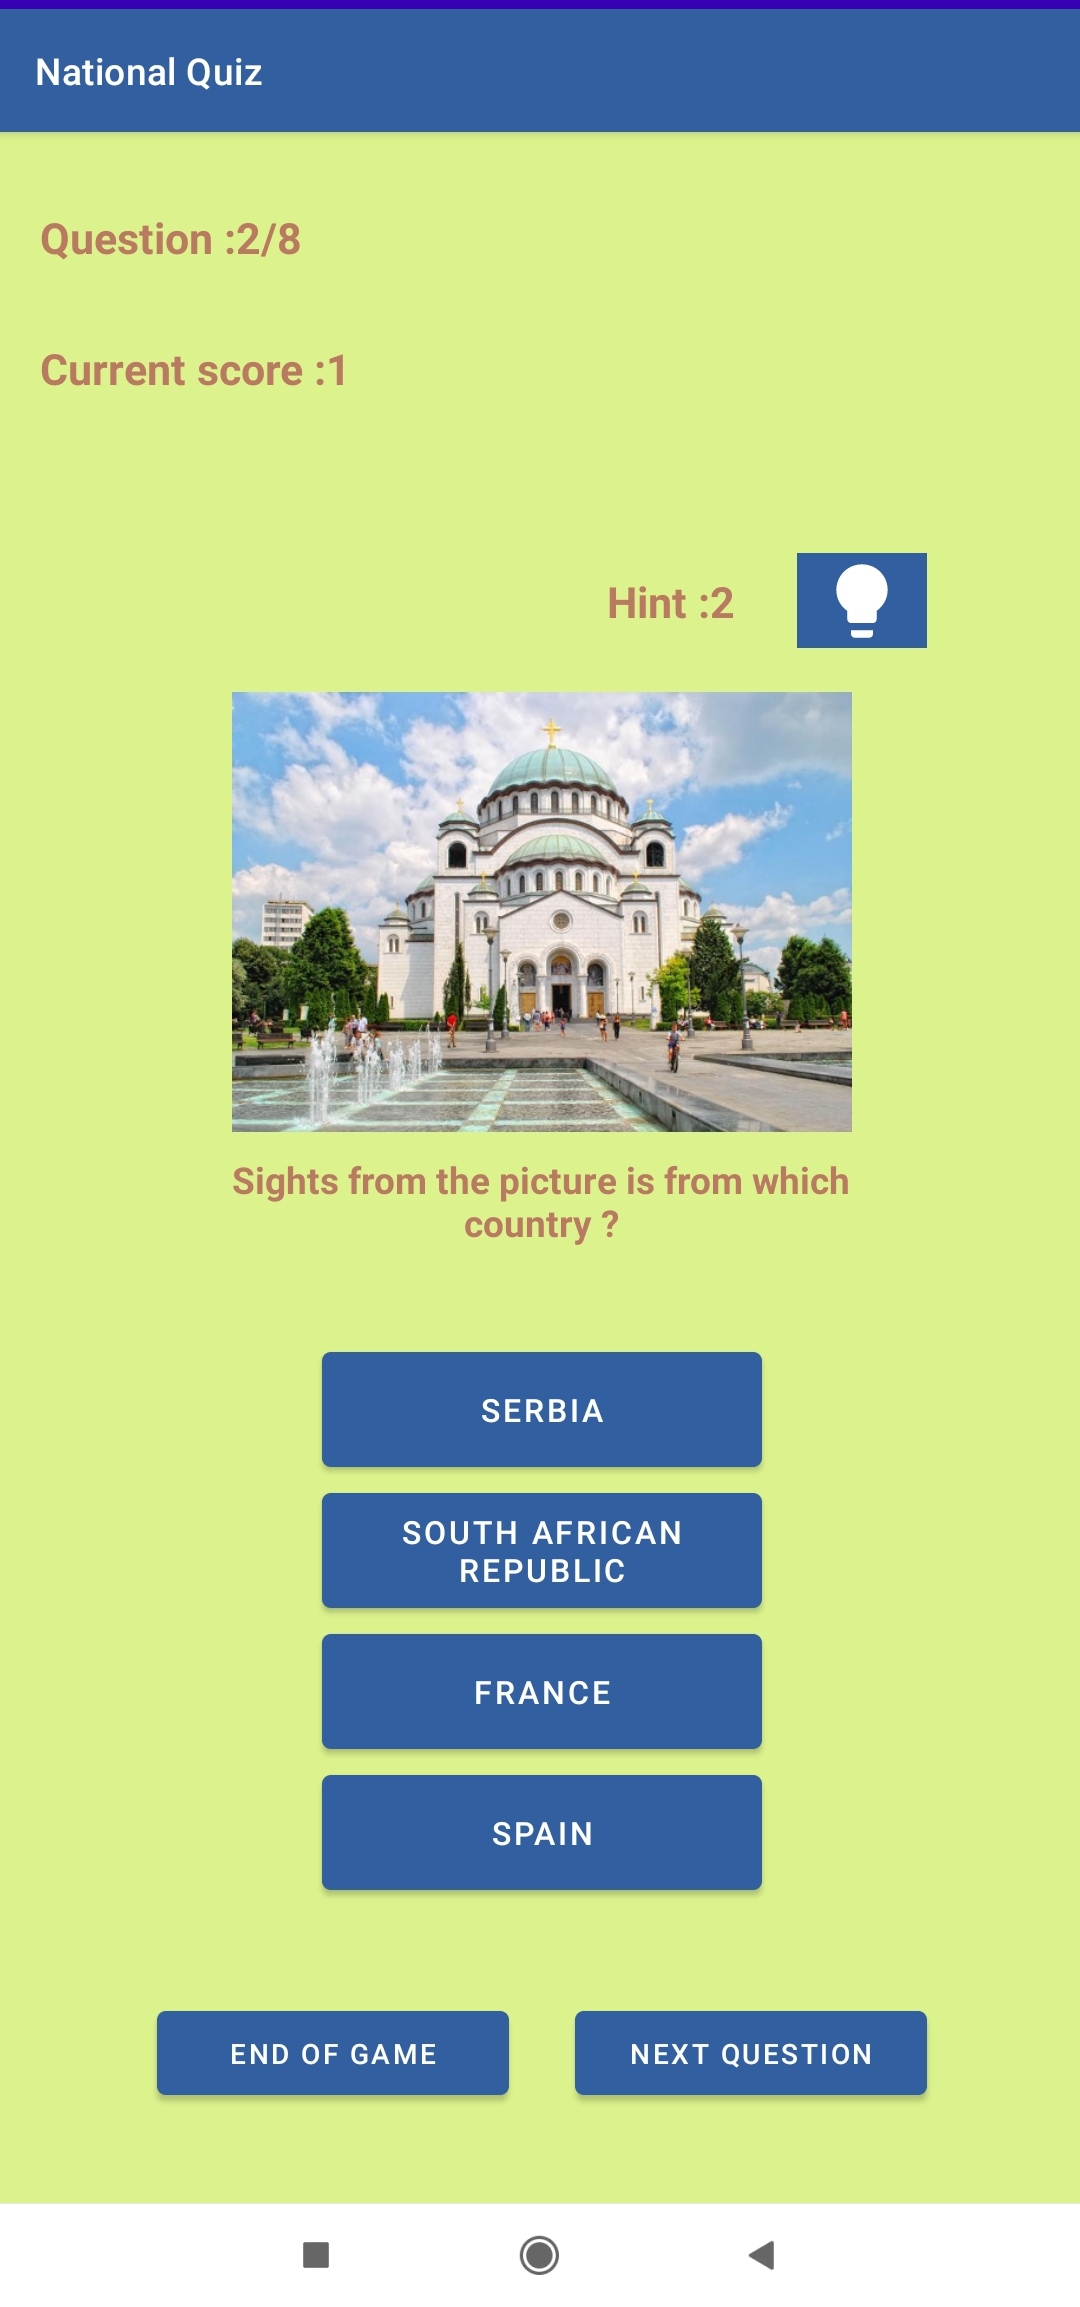 National Quiz
Question :2/8
Current score :1
Hint :2
Sights from the picture is from which
country ?
SERBIA
SOUTH AFRICAN
REPUBLIC
FRANCE
SPAIN
END OF GAME
NEXT QUESTION